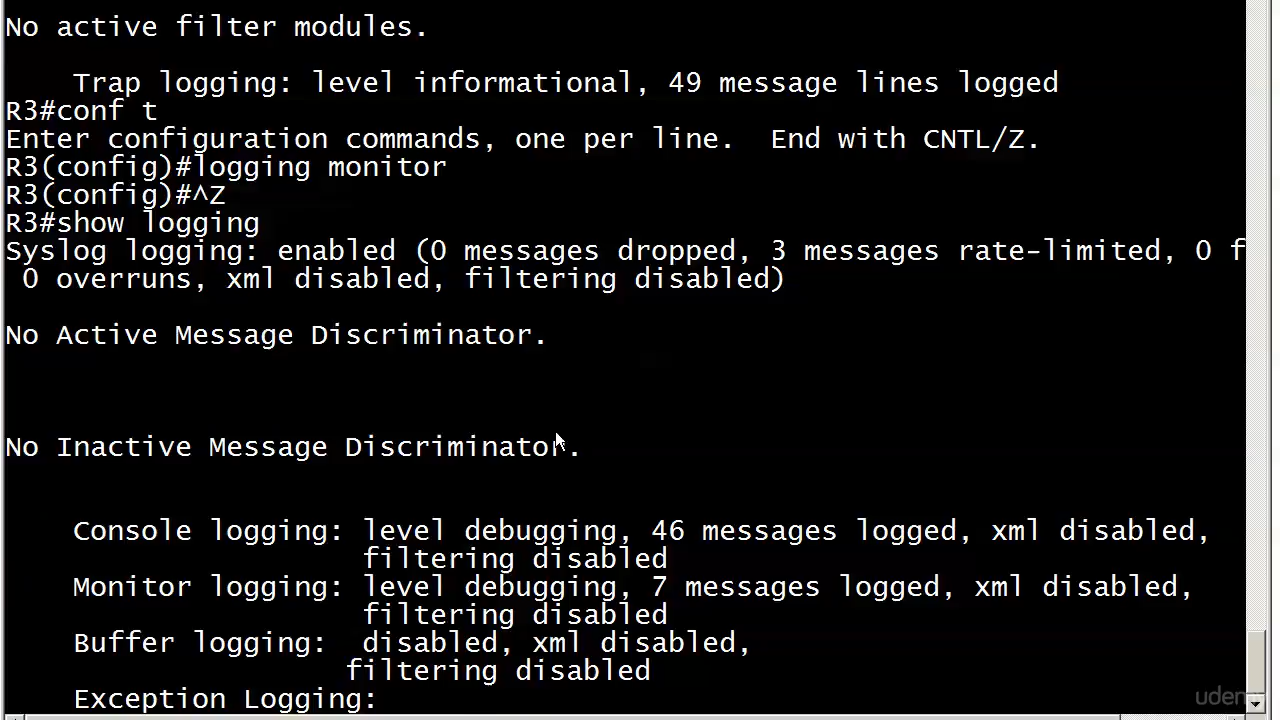 No active filter modules.
    Trap logging: level informational, 49 message lines logged
R3#conf t
Enter configuration commands, one per line.  End with CNTL/Z.
R3(config)#logging monitor
R3(config)#^Z
R3#show logging
Syslog logging: enabled (0 messages dropped, 3 messages rate-limited, 0 f
 0 overruns, xml disabled, filtering disabled)
No Active Message Discriminator.
No Inactive Message Discriminator.
    Console logging: level debugging, 46 messages logged, xml disabled,
                     filtering disabled
    Monitor logging: level debugging, 7 messages logged, xml disabled,
                     filtering disabled
    Buffer logging:  disabled, xml disabled,
                    filtering disabled
    Exception Logging: